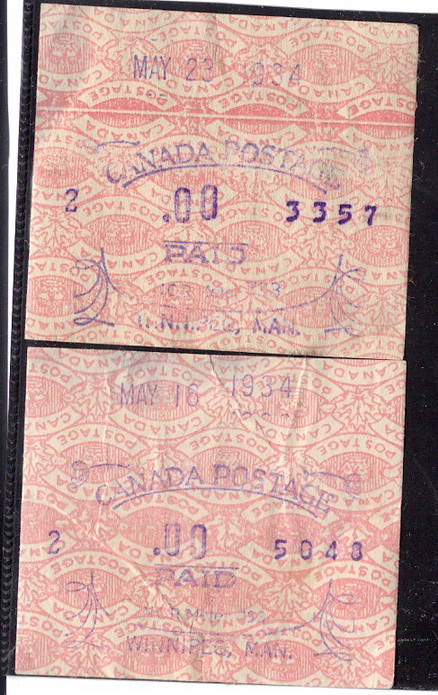 MAY 23 1934
CANADA POSTAGE
2 .00 3357
PAID
WINNIPEG, MAN.
MAY 16 1934
CANADA POSTAGE
2 .00 5048
PAID
WINNIPEG, MAN.